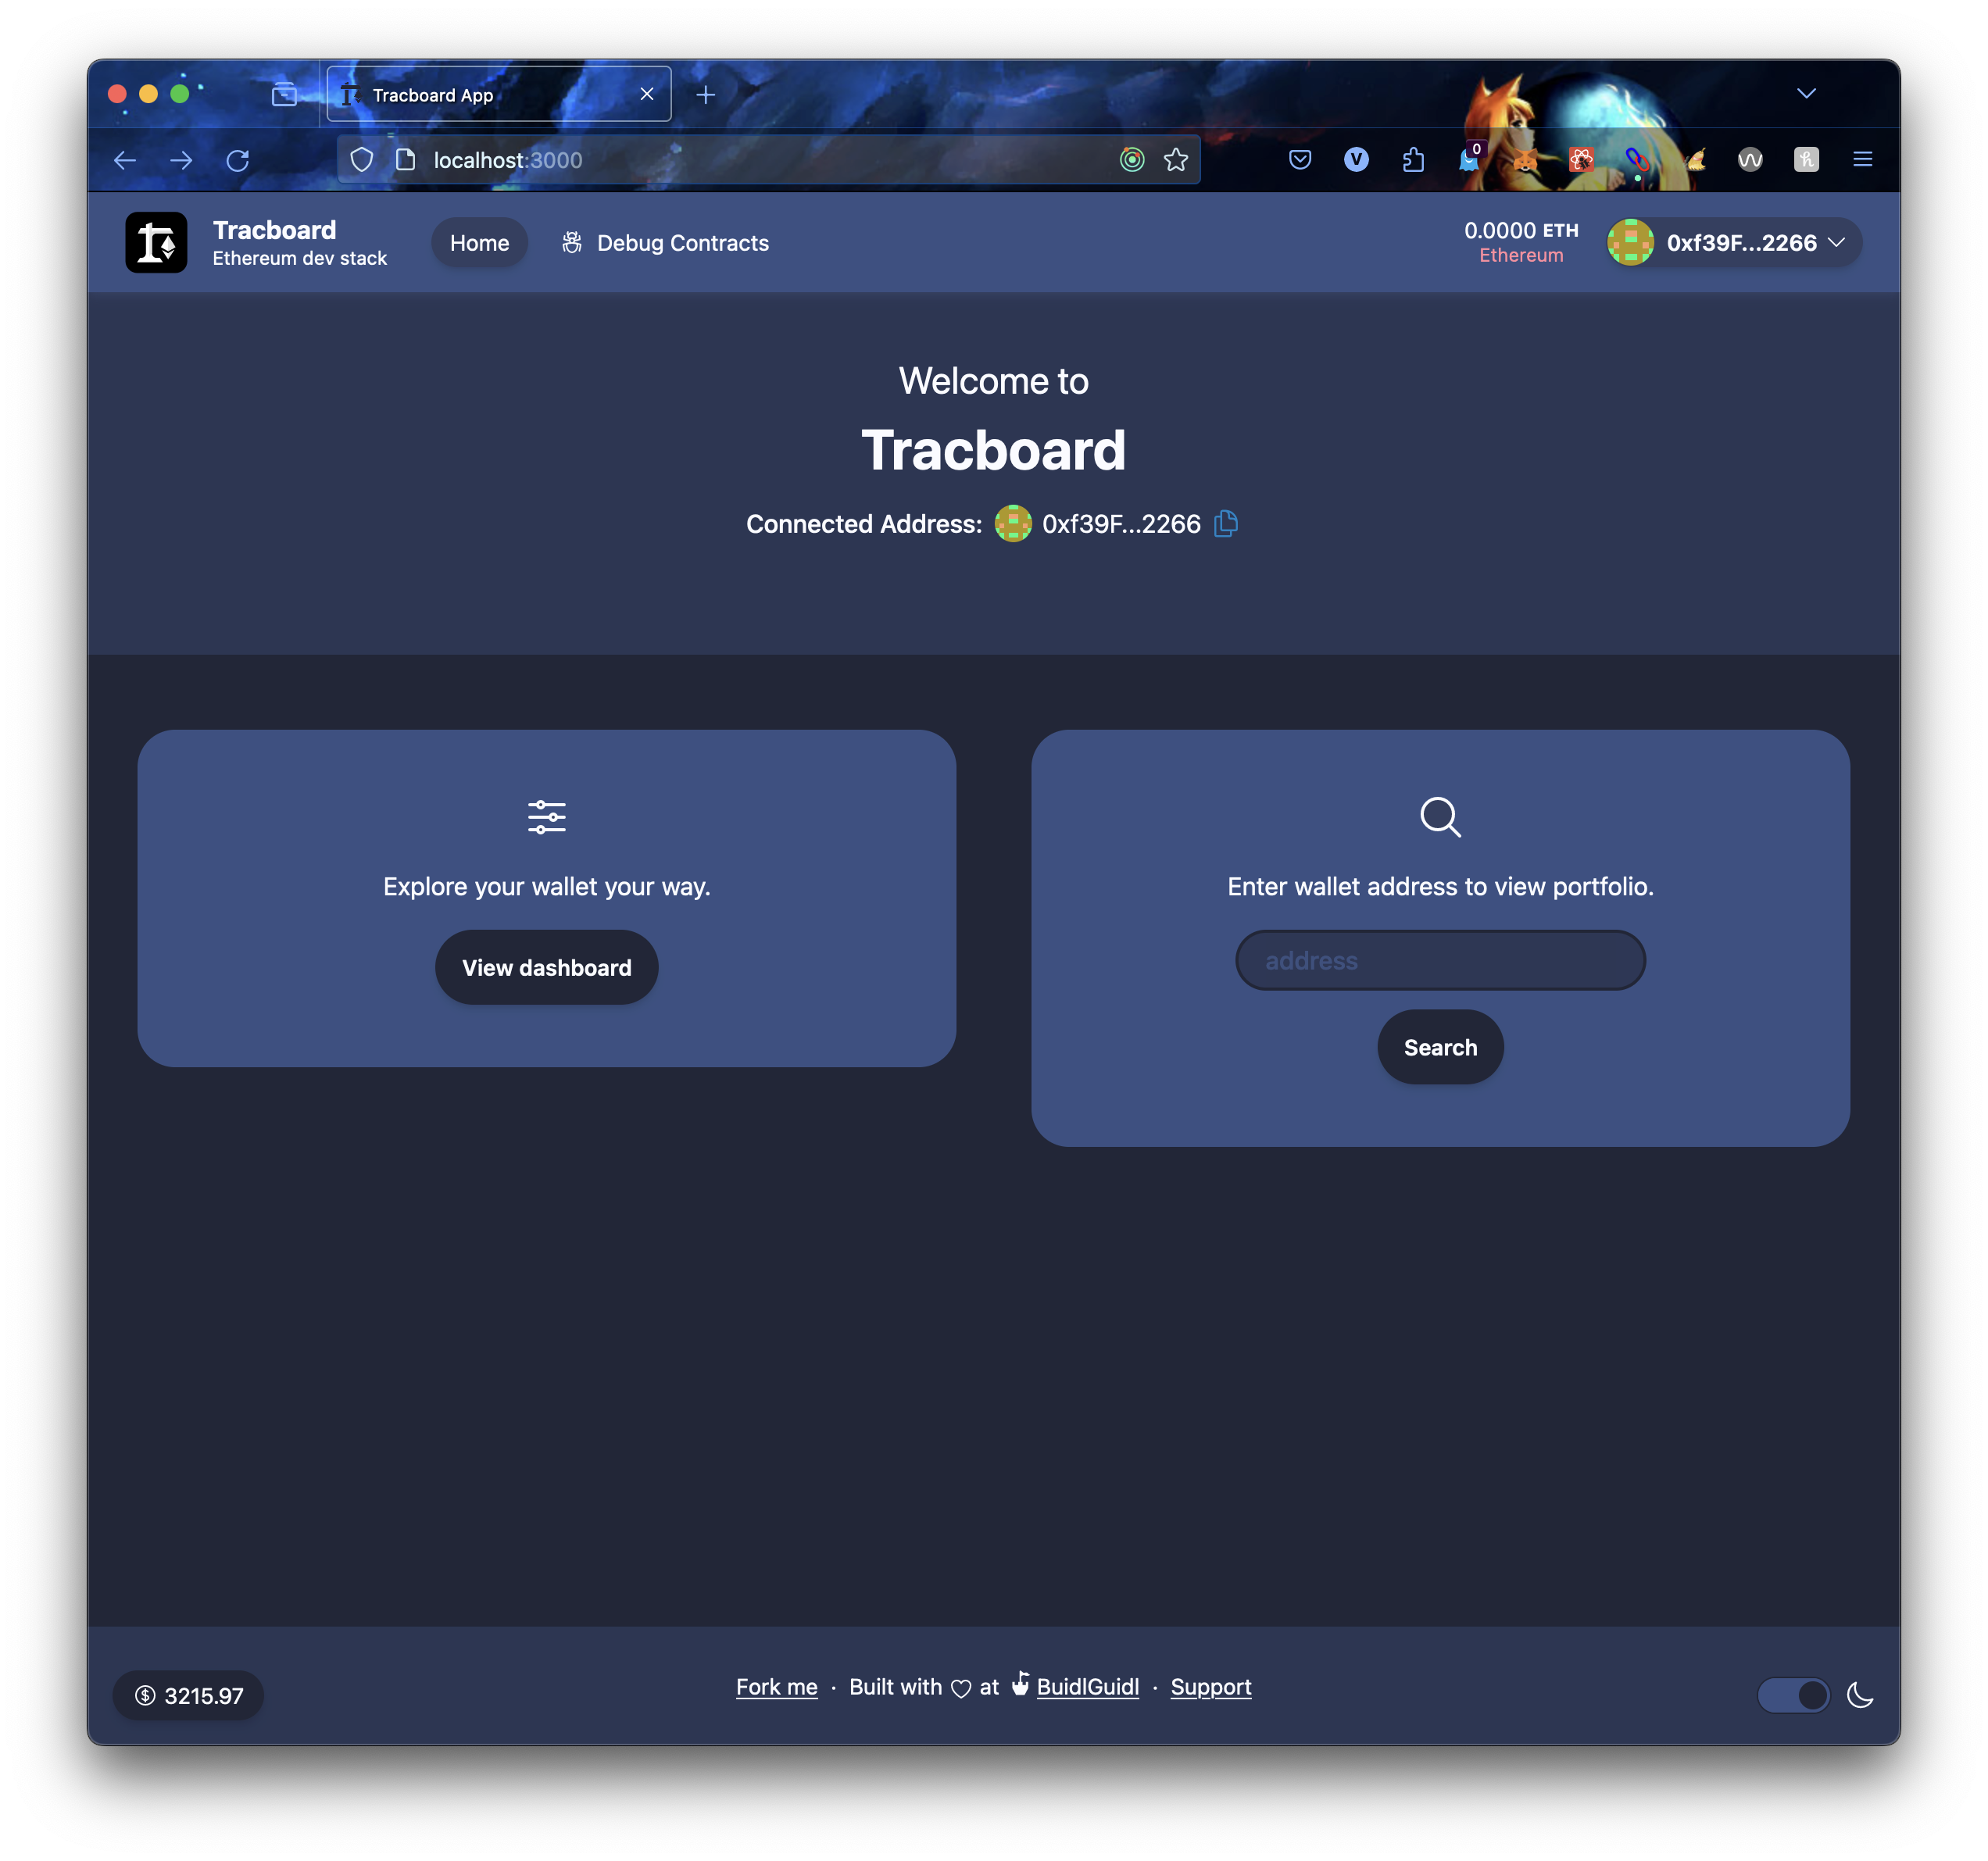 Tracboard App
localhost:3000
0
V
Tracboard
Ethereum dev stack
Home
Debug Contracts
0.0000 ETH
Ethereum
0xf39F...2266
Welcome to
Tracboard
Connected Address: 0xf39F...2266
Explore your wallet your way.
View dashboard
Enter wallet address to view portfolio.
address
Search
$ 3215.97
Fork me · Built with ♡ at BuidlGuidl · Support